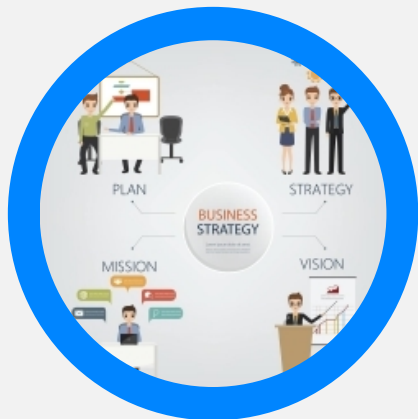 PLAN
STRATEGY
BUSINESS
STRATEGY
MISSION
VISION